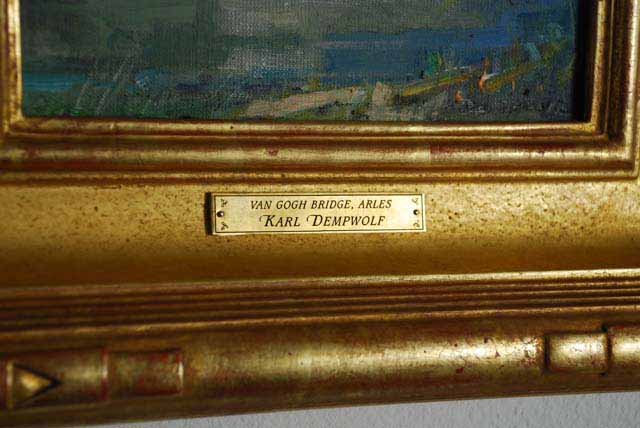 VAN GOGH BRIDGE, ARLES
KARL DEMPWOLF